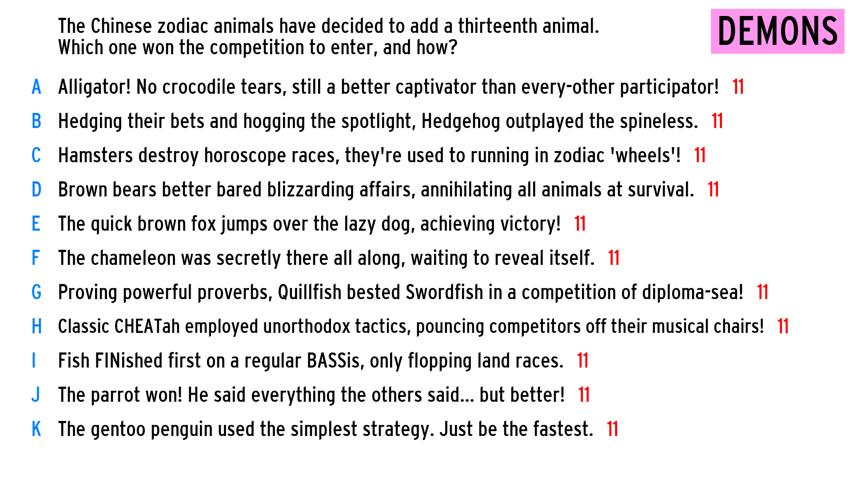 The Chinese zodiac animals have decided to add a thirteenth animal.
Which one won the competition to enter, and how?
DEMONS
A Alligator! No crocodile tears, still a better captivator than every-other participator! 11
B Hedging their bets and hogging the spotlight, Hedgehog outplayed the spineless. 11
C Hamsters destroy horoscope races, they're used to running in zodiac 'wheels'! 11
D Brown bears better bared blizzarding affairs, annihilating all animals at survival. 11
E The quick brown fox jumps over the lazy dog, achieving victory! 11
F The chameleon was secretly there all along, waiting to reveal itself. 11
G Proving powerful proverbs, Quillfish bested Swordfish in a competition of diploma-sea! 11
H Classic CHEATah employed unorthodox tactics, pouncing competitors off their musical chairs! 11
I Fish FINished first on a regular BASSis, only flopping land races. 11
J The parrot won! He said everything the others said... but better! 11
K The gentoo penguin used the simplest strategy. Just be the fastest. 11